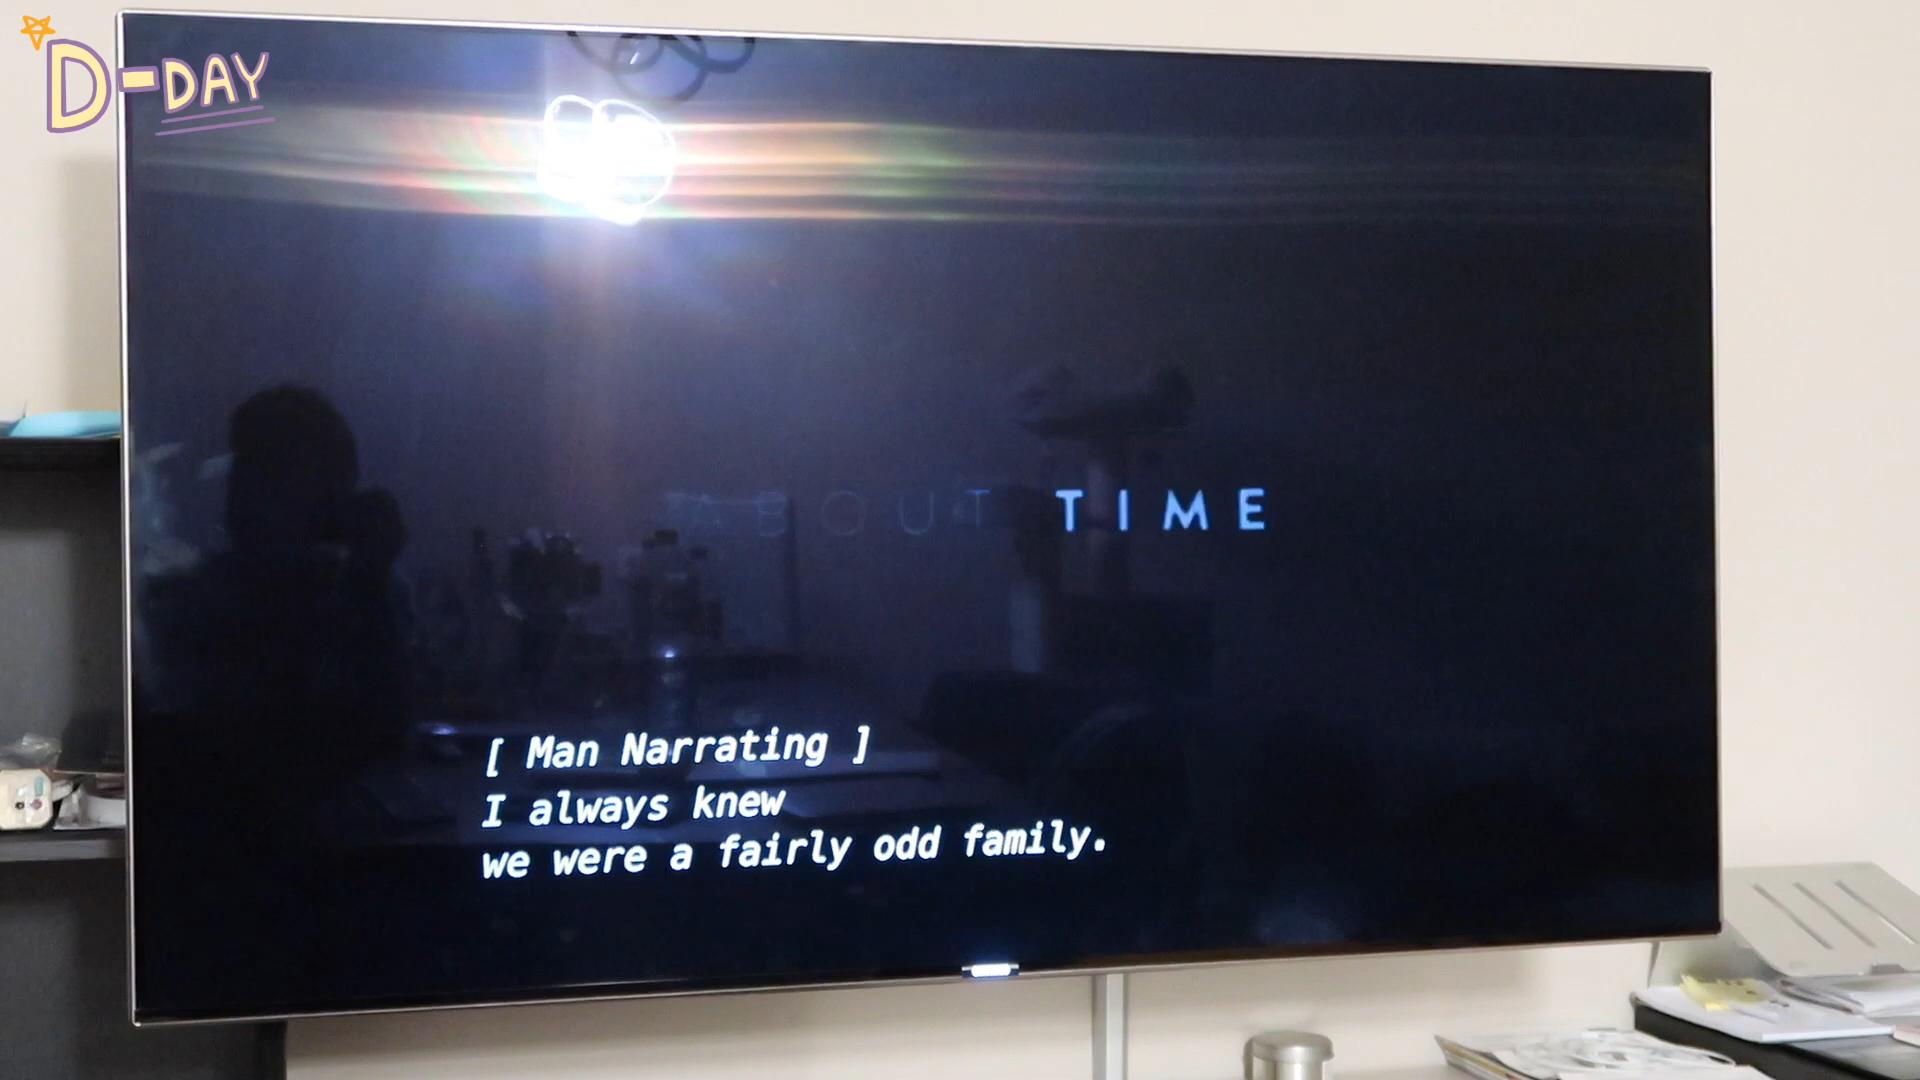 D-DAY
ABOUT TIME
[ Man Narrating ]
I always knew
we were a fairly odd family.